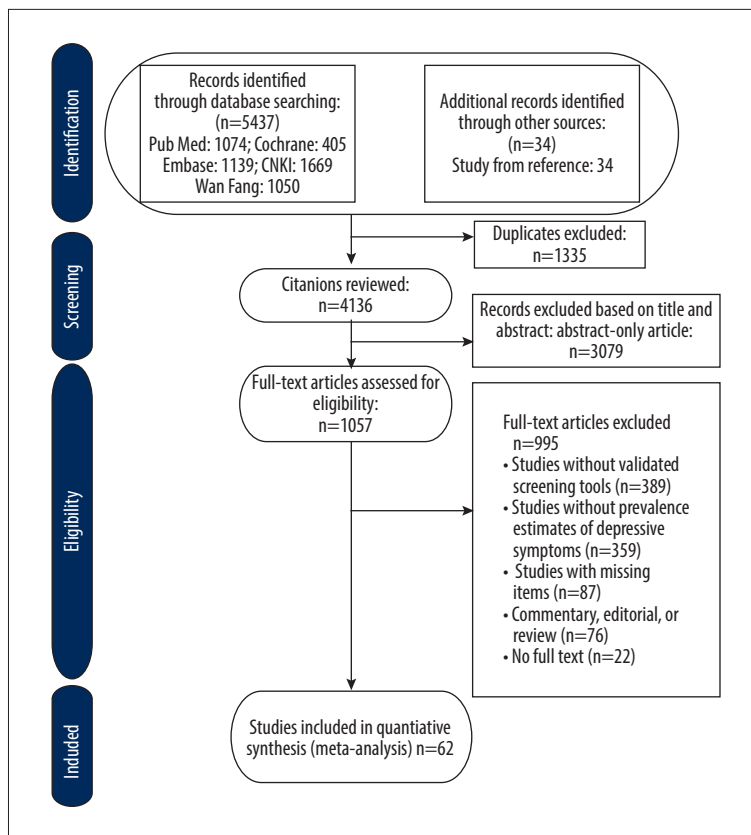 Identification
Records identified
through database searching:
(n=5437)
Pub Med: 1074; Cochrane: 405
Embase: 1139; CNKI: 1669
Wan Fang: 1050
Additional records identified
through other sources:
(n=34)
Study from reference: 34
Duplicates excluded:
n=1335
Screening
Citanions reviewed:
n=4136
Records excluded based on title and
abstract: abstract-only article:
n=3079
Full-text articles assessed for
eligibility:
n=1057
Eligibility
Full-text articles excluded
n=995
• Studies without validated
screening tools (n=389)
• Studies without prevalence
estimates of depressive
symptoms (n=359)
• Studies with missing
items (n=87)
• Commentary, editorial, or
review (n=76)
• No full text (n=22)
Induded
Studies included in quantiative
synthesis (meta-analysis) n=62